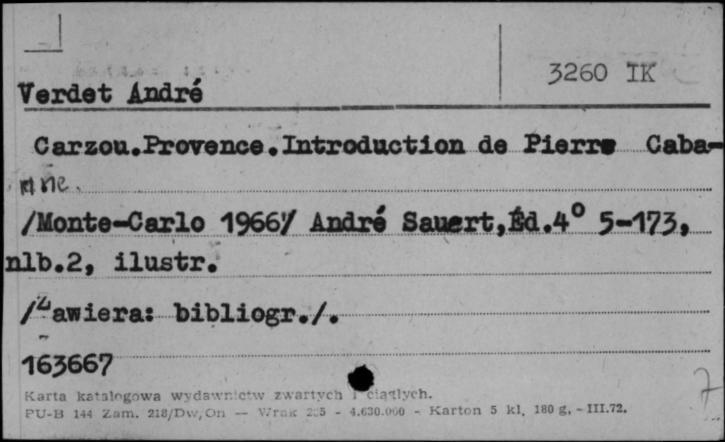 3260 IK
Verdet André
Carzou.Provence.Introduction de Pierre Caba-
nne.
/Monte-Carlo 1966/ André Sauert,Éd.4° 5-173,
nlb.2, ilustr.
/Zawiera: bibliogr./.
163667
7
Karta katalogowa wydawnictw zwartych i ciągłych.
PU-B 144 Zam. 218/Dw,On — Wrak 235 - 4.630.000 - Karton 5 kl, 180 g, - III.72.